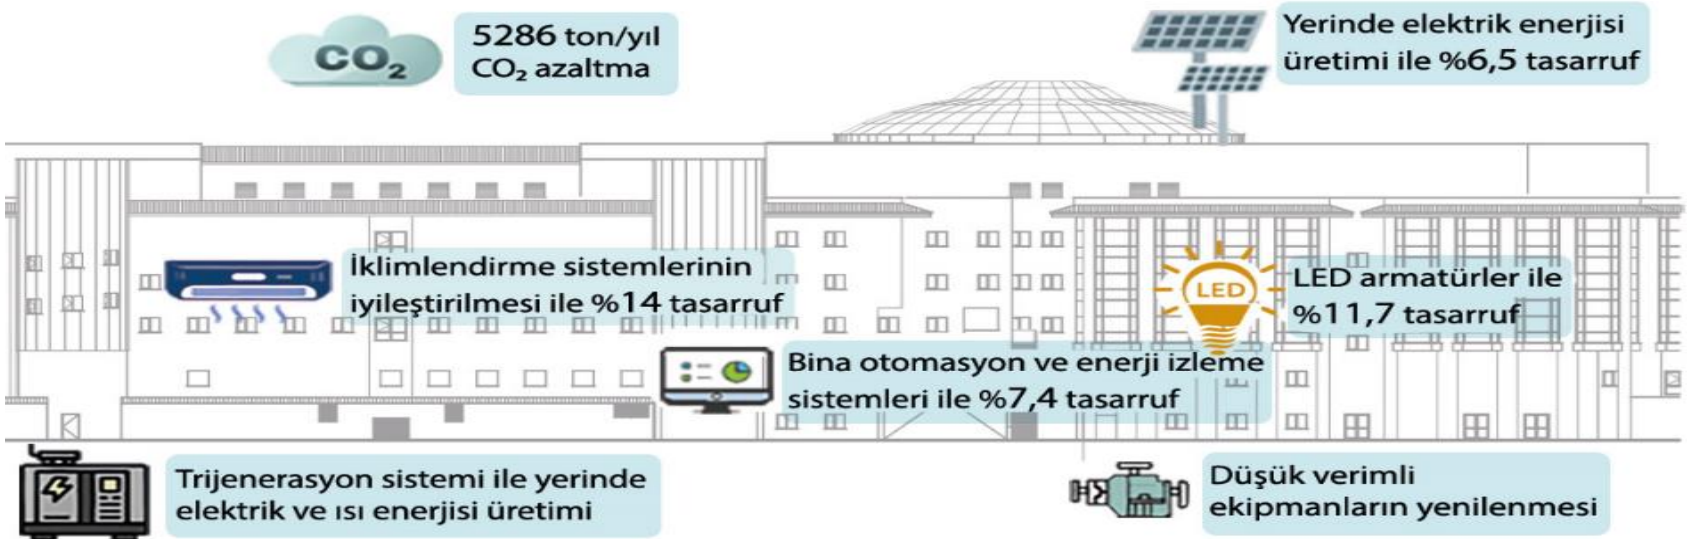 CO₂
5286 ton/yıl
CO₂ azaltma
Yerinde elektrik enerjisi
üretimi ile %6,5 tasarruf
İklimlendirme sistemlerinin
iyileştirilmesi ile %14 tasarruf
LED
LED armatürler ile
%11,7 tasarruf
Bina otomasyon ve enerji izleme
sistemleri ile %7,4 tasarruf
Trijenerasyon sistemi ile yerinde
elektrik ve ısı enerjisi üretimi
Düşük verimli
ekipmanların yenilenmesi